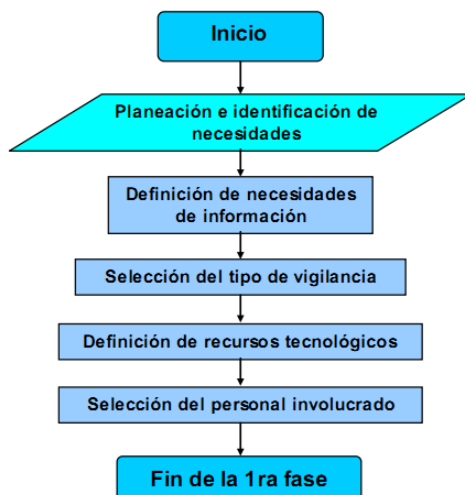 Inicio
Planeación e identificación de
necesidades
Definición de necesidades
de información
Selección del tipo de vigilancia
Definición de recursos tecnológicos
Selección del personal involucrado
Fin de la 1ra fase